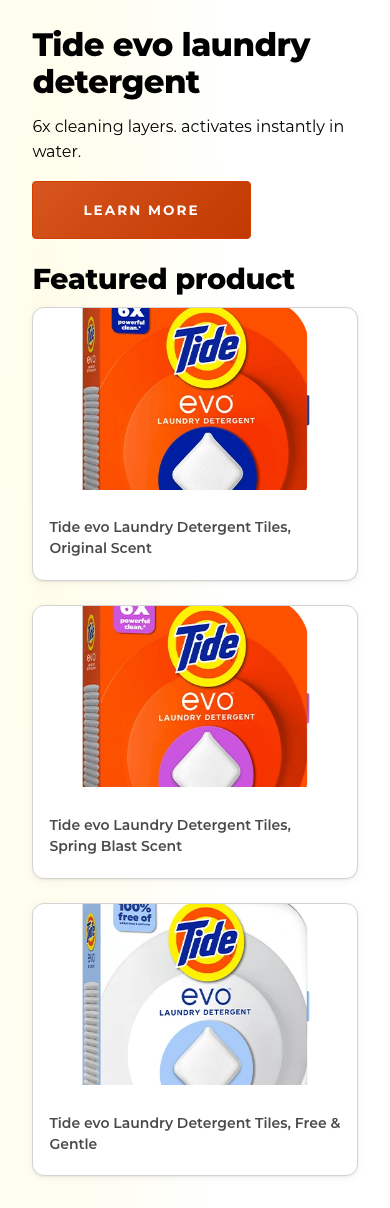 Tide evo laundry
detergent
6x cleaning layers. activates instantly in
water.
LEARN MORE
Featured product
6X
powerful
clean.*
Tide
evo
LAUNDRY DETERGENT
Tide evo Laundry Detergent Tiles,
Original Scent
6X
powerful
clean.*
Tide
evo
LAUNDRY DETERGENT
Tide evo Laundry Detergent Tiles,
Spring Blast Scent
100%
free of
Tide
evo
LAUNDRY DETERGENT
Tide evo Laundry Detergent Tiles, Free &
Gentle